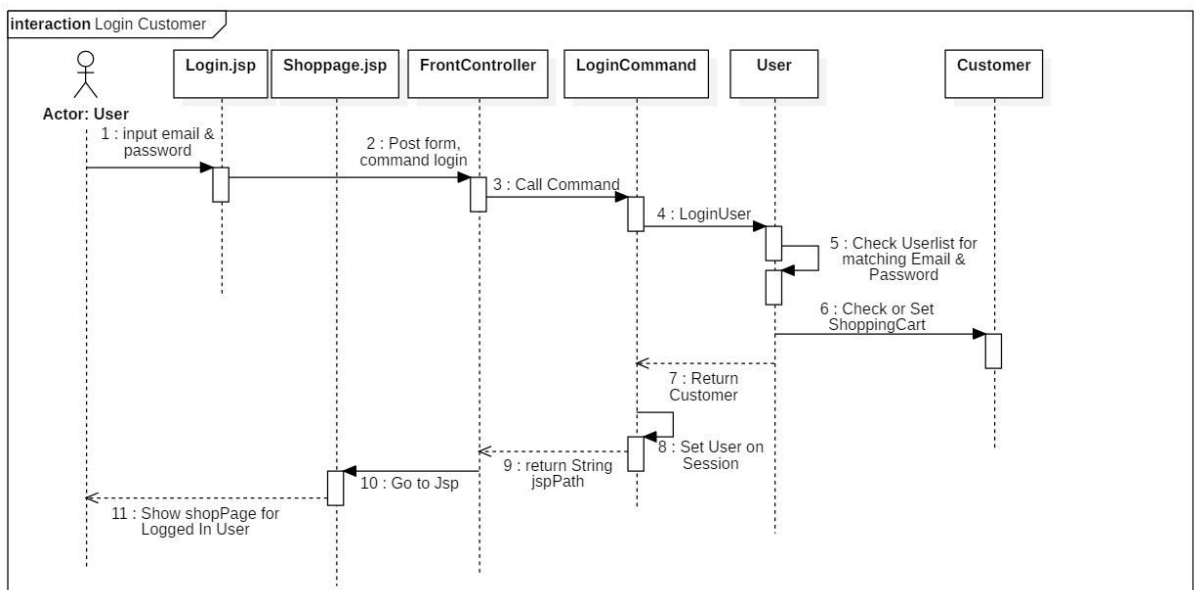 interaction Login Customer
Login.jsp
Shoppage.jsp
FrontController
LoginCommand
User
Customer
Actor: User
1 : input email &
password
2 : Post form,
command login
3 : Call Command
4 : LoginUser
5 : Check Userlist for
matching Email &
Password
6 : Check or Set
ShoppingCart
7 : Return
Customer
8 : Set User on
Session
9 : return String
jspPath
10 : Go to Jsp
11 : Show shopPage for
Logged In User